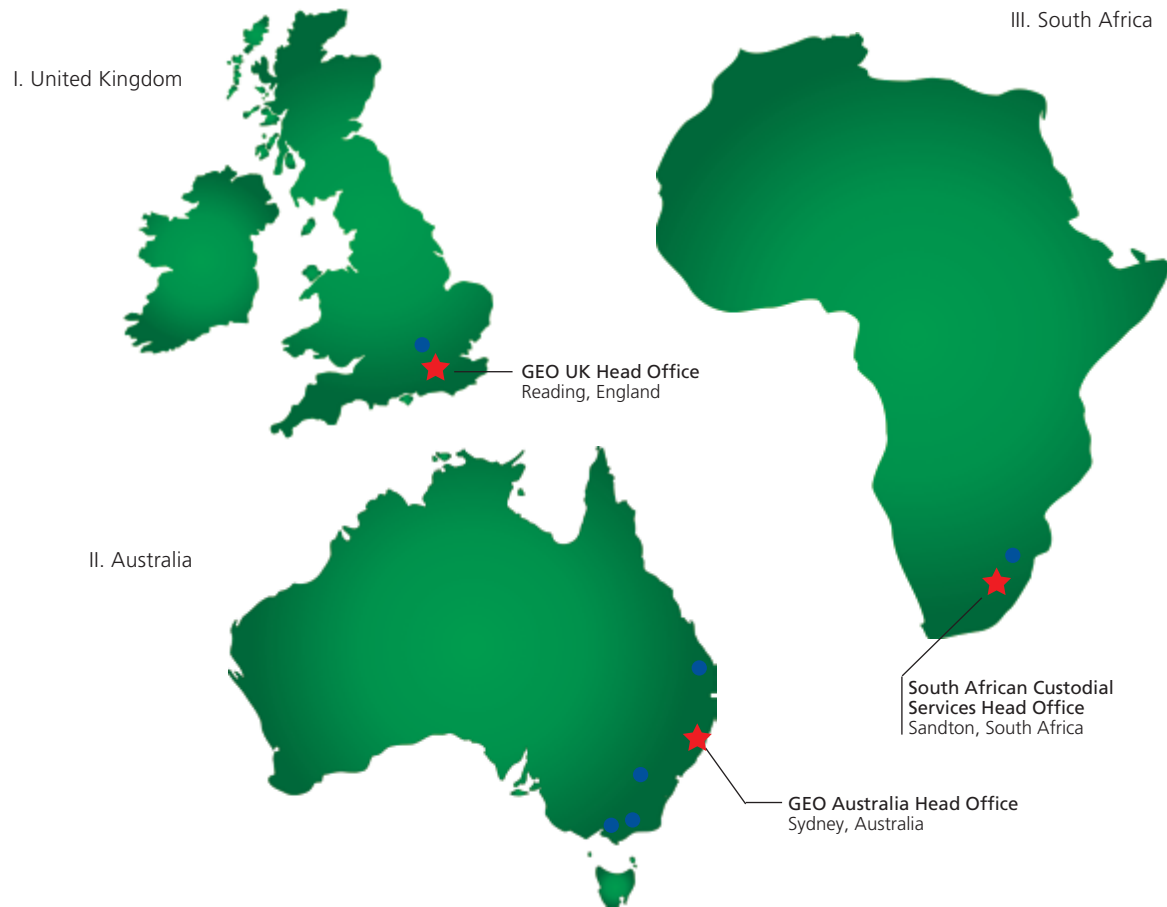 III. South Africa
I. United Kingdom
GEO UK Head Office
Reading, England
II. Australia
South African Custodial
Services Head Office
Sandton, South Africa
GEO Australia Head Office
Sydney, Australia